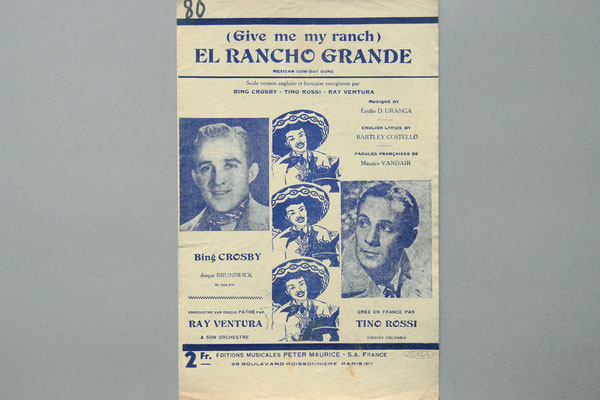 80
(Give me my ranch)
EL RANCHO GRANDE
MEXICAN COW-BOY SONG
Seule version anglaise et française enregistrée par
BING CROSBY - TINO ROSSI - RAY VENTURA
MUSIQUE BY
Emilio D. URANGA
ENGLISH LYRICS BY
BARTLEY COSTELLO
PAROLES FRANÇAISES DE
Maurice VANDAIR
Bing CROSBY
disque BRUNSWICK
ENREGISTRÉ SUR DISQUE PATHÉ PAR
RAY VENTURA
& SON ORCHESTRE
CRÉÉ EN FRANCE PAR
TINO ROSSI
DISQUE COLUMBIA
2 Fr. ÉDITIONS MUSICALES PETER MAURICE - S.A. FRANCE
28 BOULEVARD POISSONNIÈRE PARIS